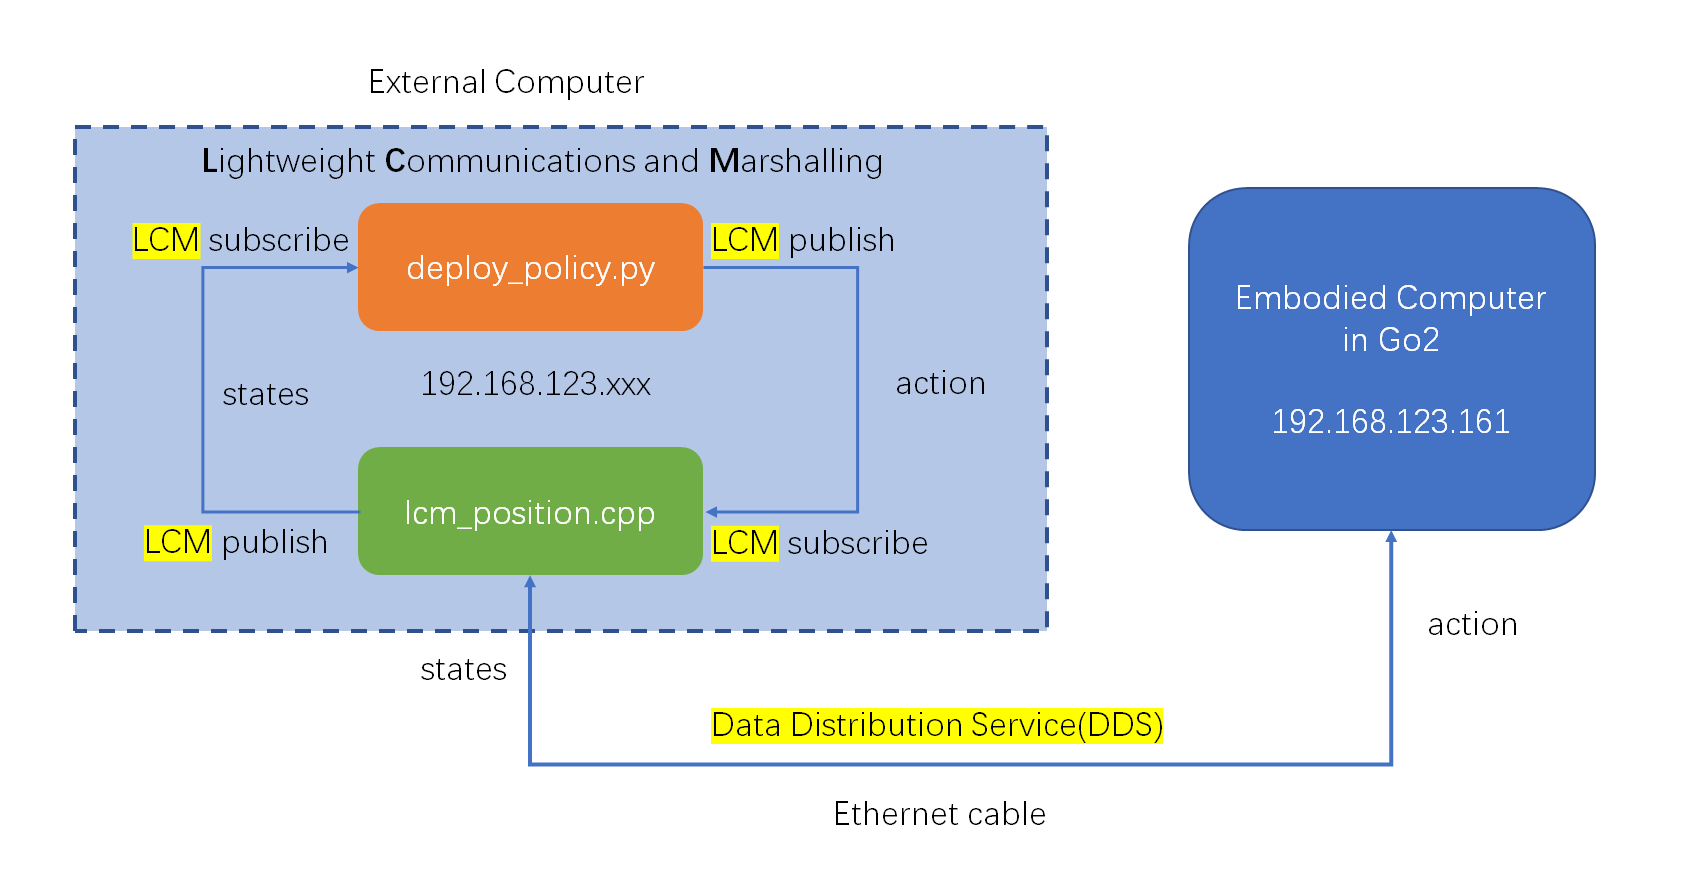 External Computer
Lightweight Communications and Marshalling
LCM subscribe
LCM publish
deploy_policy.py
Embodied Computer
in Go2
192.168.123.161
states
192.168.123.xxx
action
lcm_position.cpp
LCM publish
LCM subscribe
states
action
Data Distribution Service(DDS)
Ethernet cable